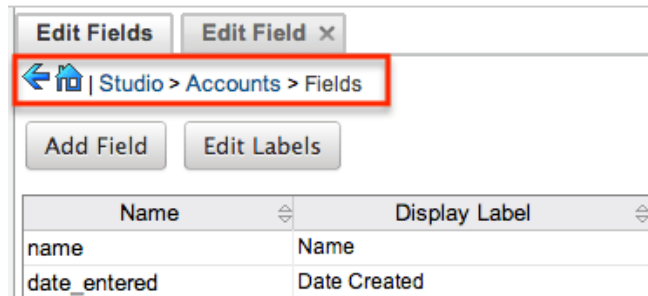 Edit Fields Edit Field ×
| Studio > Accounts > Fields
Add Field Edit Labels
Name Display Label
name Name
date_entered Date Created